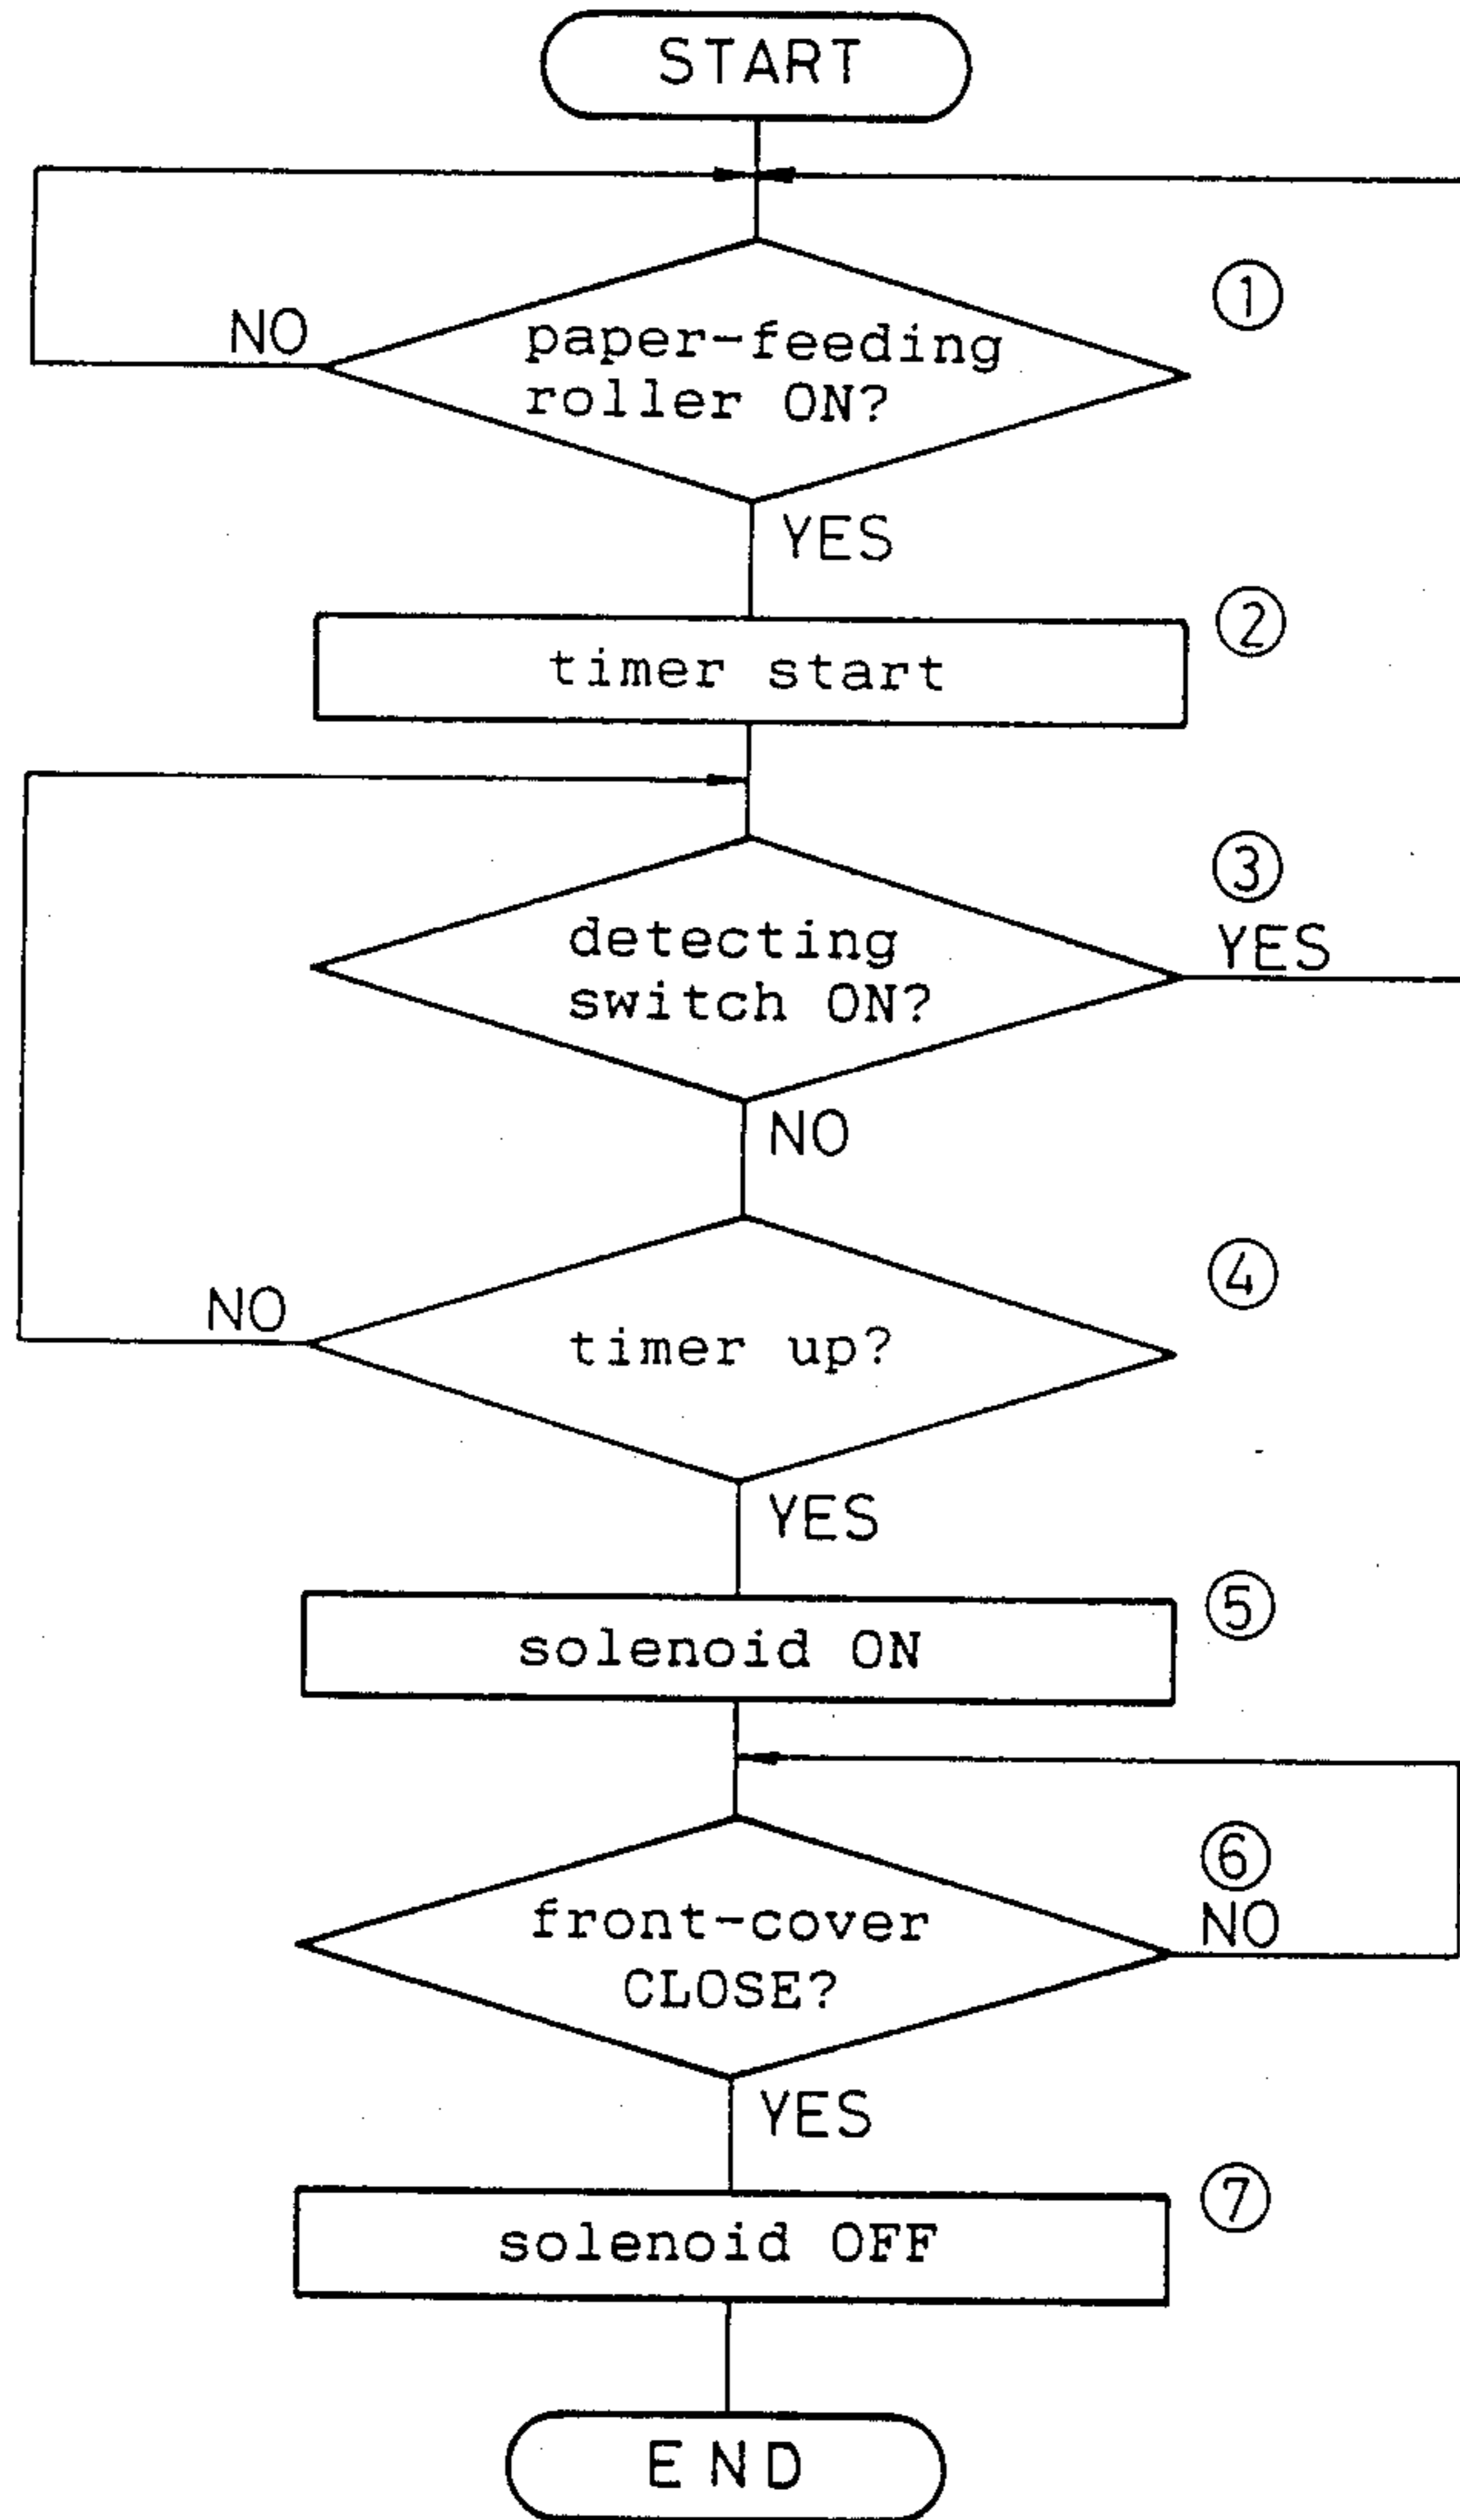 START
①
NO
paper-feeding
roller ON?
YES
②
timer start
③
detecting
switch ON?
YES
NO
④
NO
timer up?
YES
⑤
solenoid ON
⑥
front-cover
CLOSE?
NO
YES
⑦
solenoid OFF
END